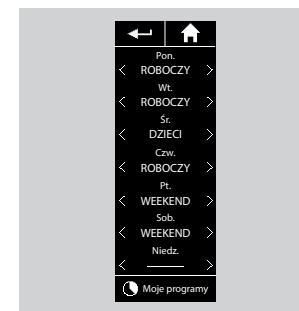 Pon.
ROBOCZY
Wt.
ROBOCZY
Śr.
DZIECI
Czw.
ROBOCZY
Pt.
WEEKEND
Sob.
WEEKEND
Niedz.
Moje programy